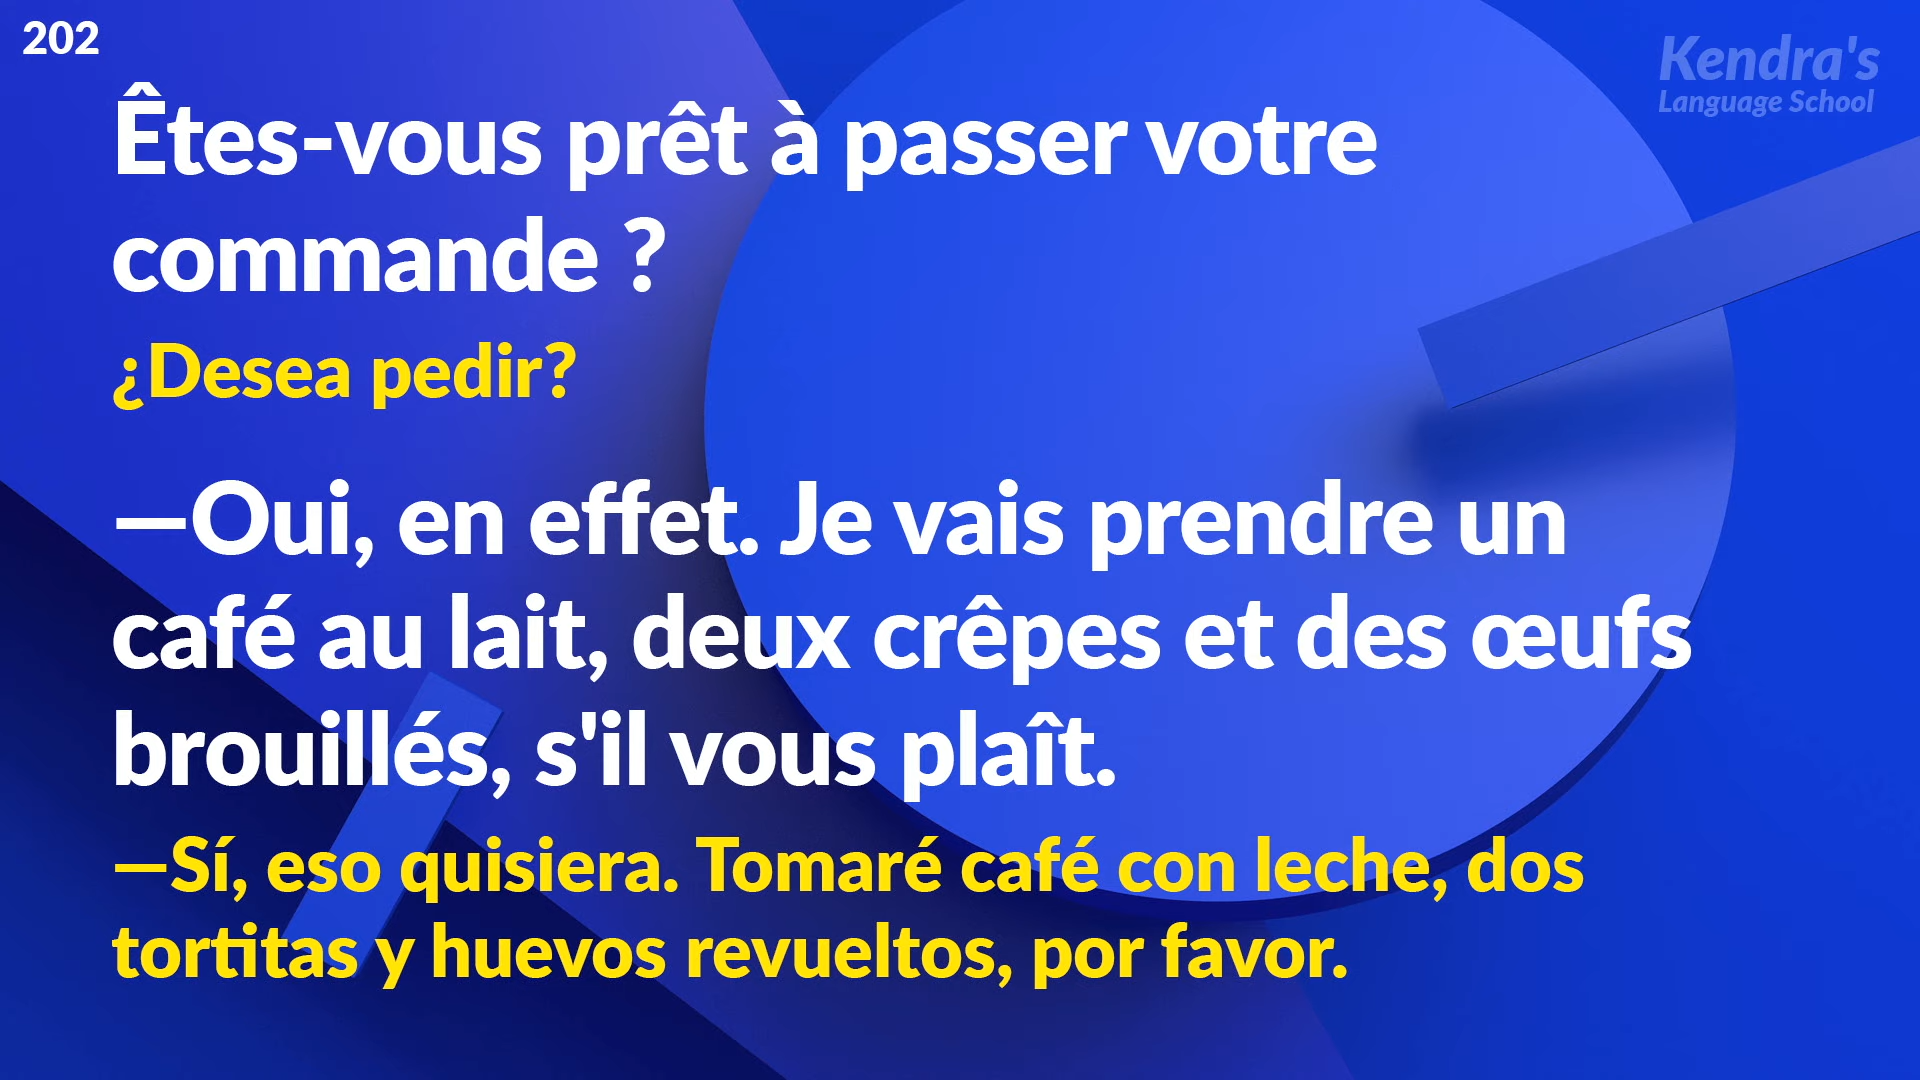 202
Kendra's
Language School
Êtes-vous prêt à passer votre
commande ?
¿Desea pedir?
—Oui, en effet. Je vais prendre un
café au lait, deux crêpes et des œufs
brouillés, s'il vous plaît.
—Sí, eso quisiera. Tomaré café con leche, dos
tortitas y huevos revueltos, por favor.